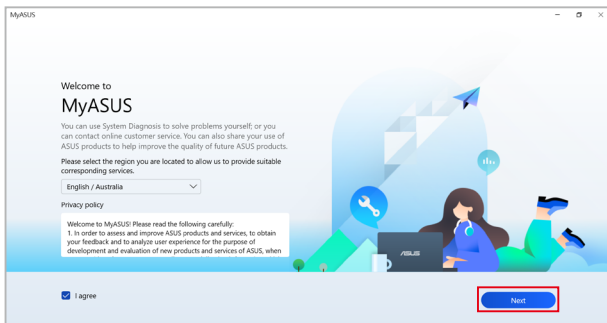 MyASUS
Welcome to
MyASUS
You can use System Diagnosis to solve problems yourself; or you
can contact online customer service. You can also share your use of
ASUS products to help improve the quality of future ASUS products.
Please select the region you are located to allow us to provide suitable
corresponding services.
English / Australia
Privacy policy
Welcome to MyASUS! Please read the following carefully:
1. In order to assess and improve ASUS products and services, to obtain
your feedback and to analyze user experience for the purpose of
development and evaluation of new products and services of ASUS, when
ASUS
I agree
Next